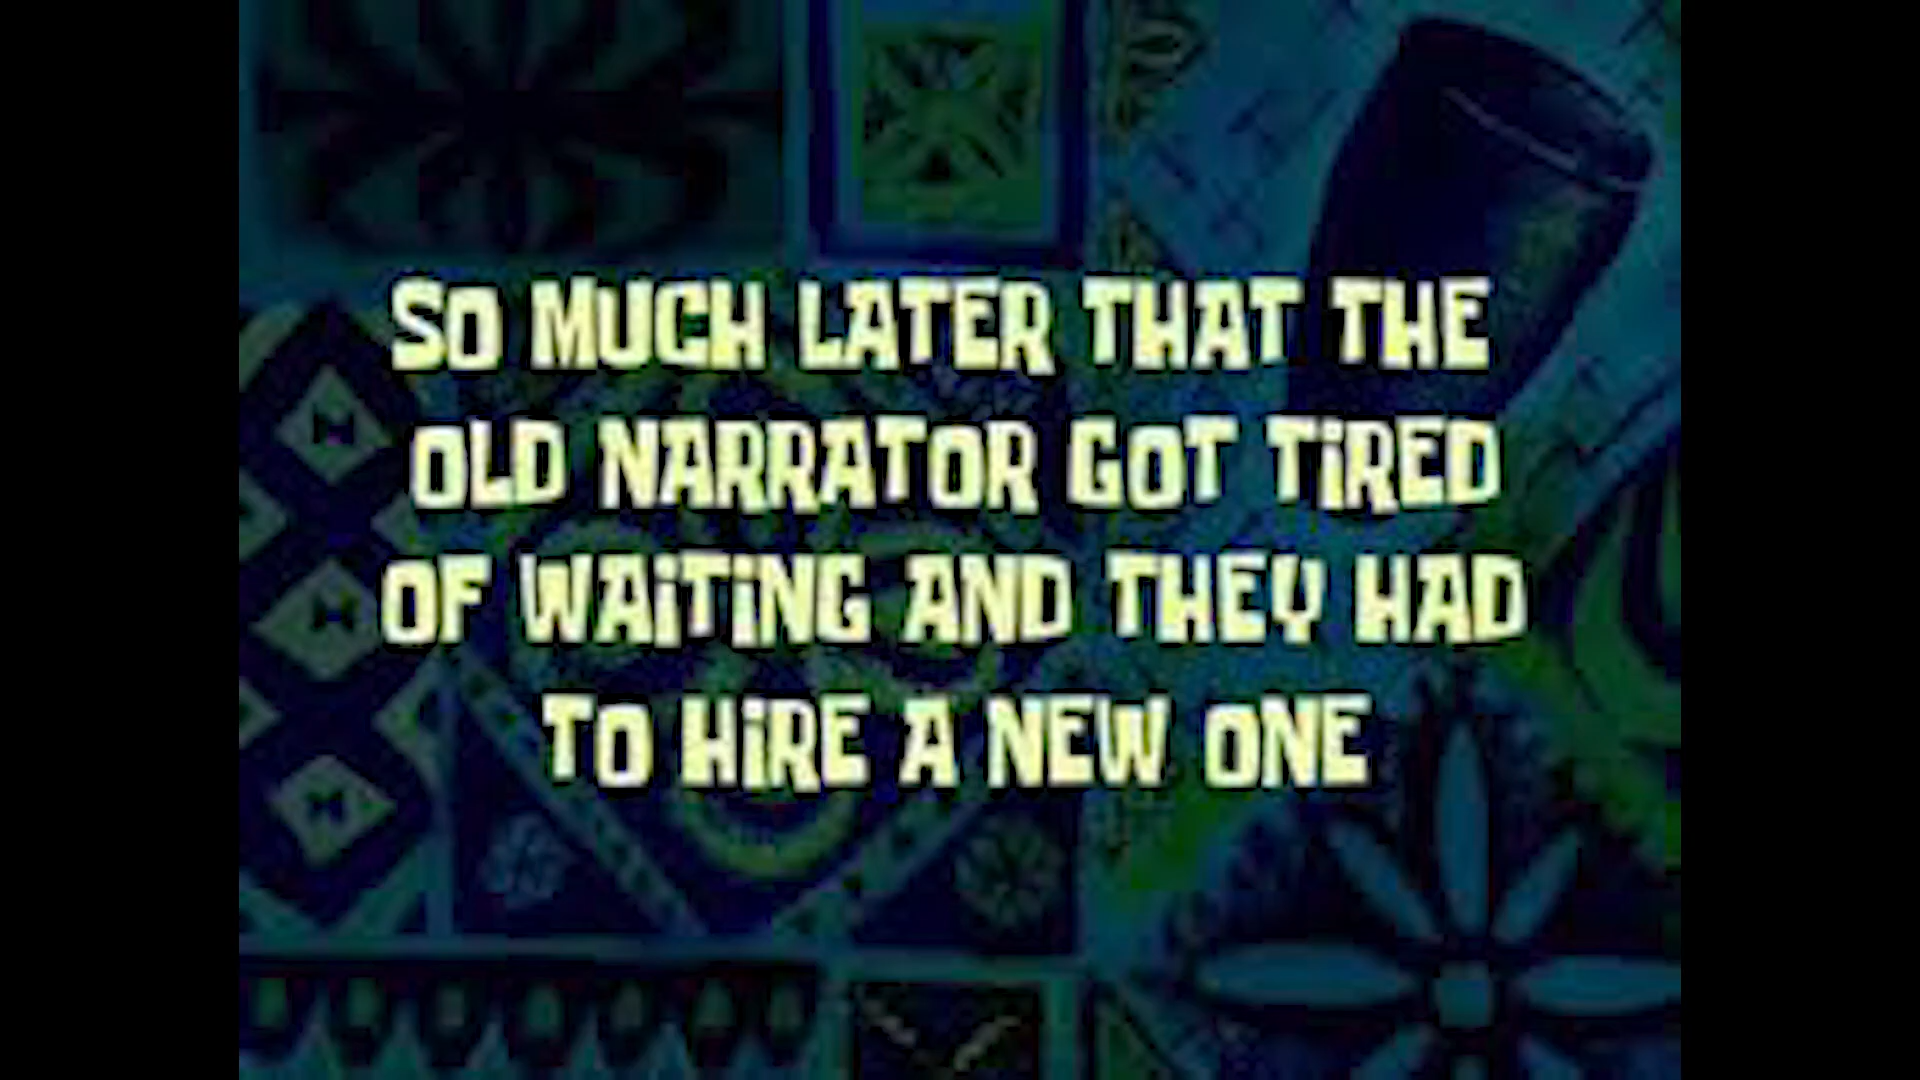 SO MUCH LATER THAT THE
OLD NARRATOR GOT TiRED
OF WAiTiNG AND THEY HAD
TO HiRE A NEW ONE